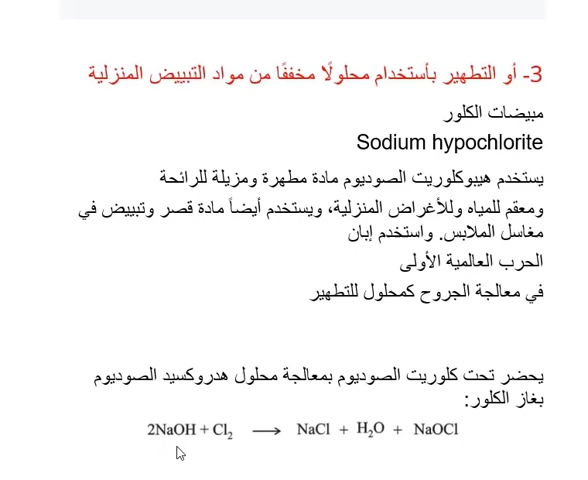 3- أو التطهير بأستخدام محلولًا مخففًا من مواد التبييض المنزلية
مبيضات الكلور
Sodium hypochlorite
يستخدم هيبوكلوريت الصوديوم مادة مطهرة ومزيلة للرائحة
ومعقم للمياه وللأغراض المنزلية، ويستخدم أيضاً مادة قصر وتبييض في
مغاسل الملابس. واستخدم إبان
الحرب العالمية الأولى
في معالجة الجروح كمحلول للتطهير
يحضر تحت كلوريت الصوديوم بمعالجة محلول هدروكسيد الصوديوم
بغاز الكلور:
2NaOH + Cl₂ ⟶ NaCl + H₂O + NaOCl